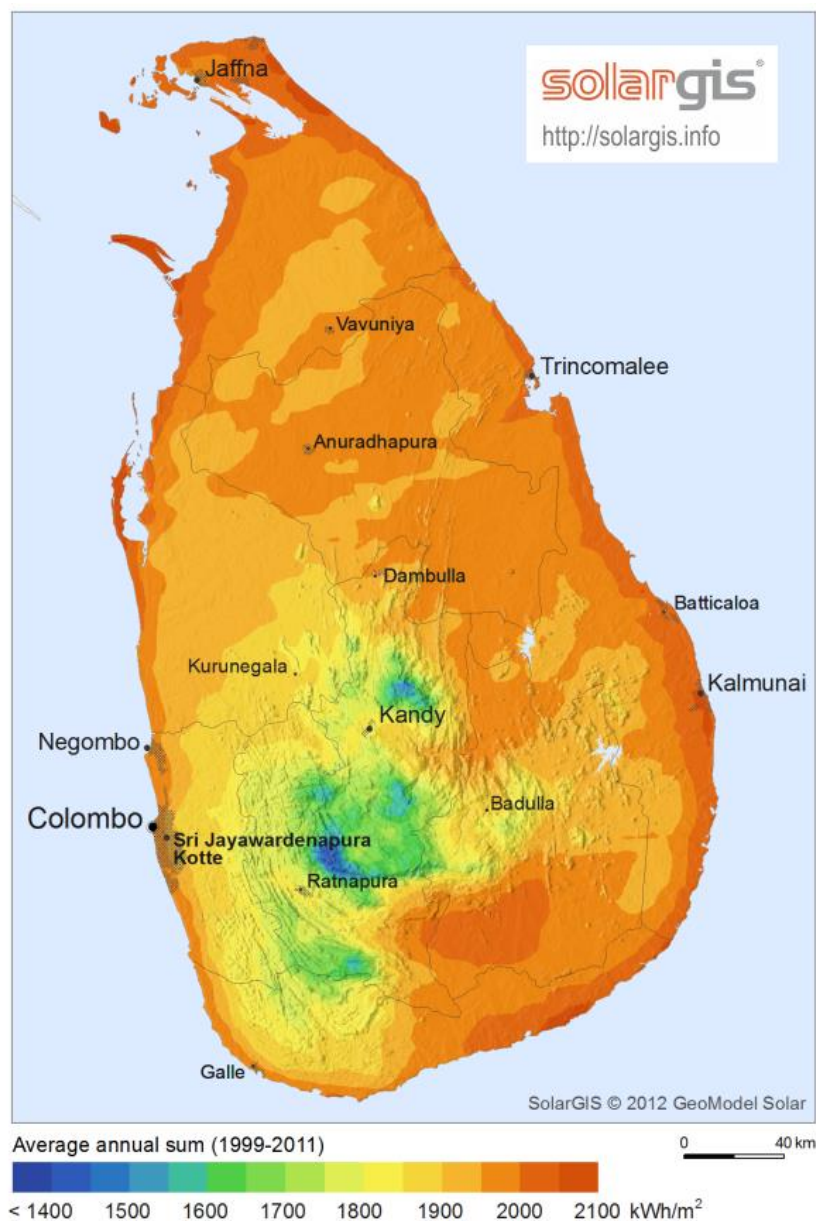 Jaffna
solargis®
http://solargis.info
Vavuniya
Trincomalee
Anuradhapura
Dambulla
Batticaloa
Kurunegala
Kalmunai
Kandy
Negombo
Badulla
Colombo
Sri Jayawardenapura
Kotte
Ratnapura
Galle
SolarGIS © 2012 GeoModel Solar
Average annual sum (1999-2011)
0 40 km
< 1400 1500 1600 1700 1800 1900 2000 2100 kWh/m²